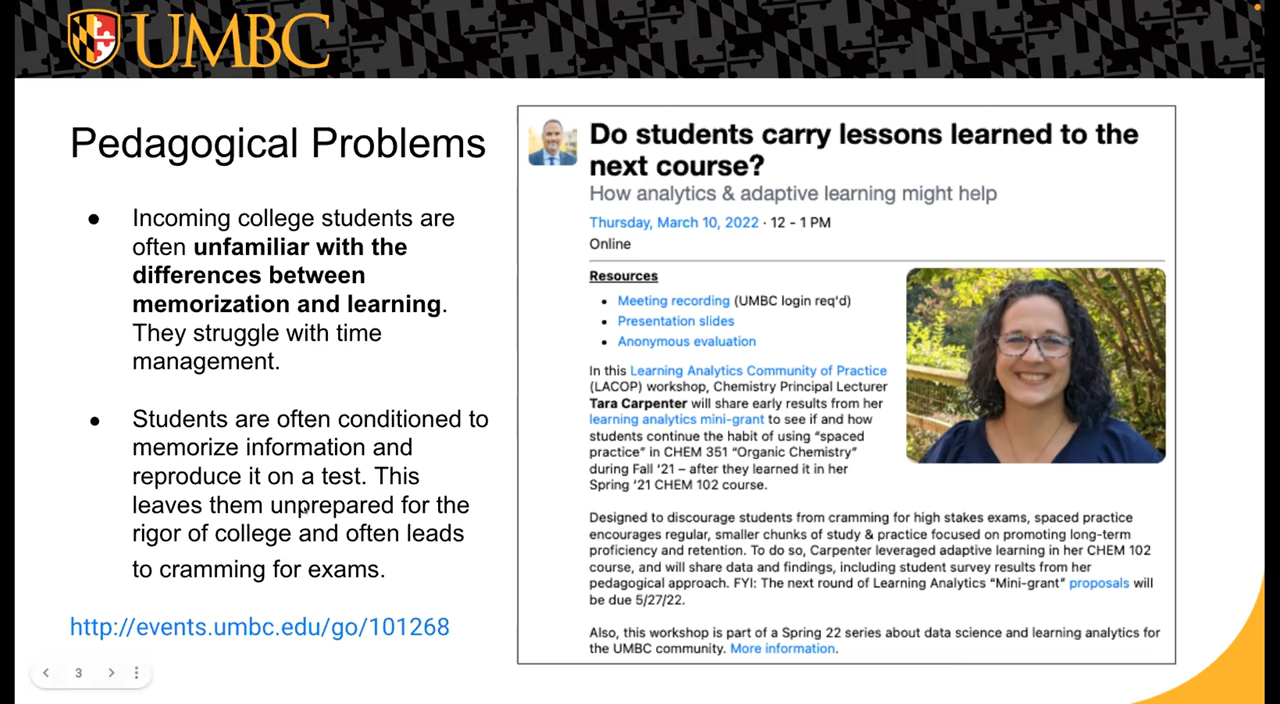 UMBC
Pedagogical Problems
● Incoming college students are
often unfamiliar with the
differences between
memorization and learning.
They struggle with time
management.
● Students are often conditioned to
memorize information and
reproduce it on a test. This
leaves them unprepared for the
rigor of college and often leads
to cramming for exams.
http://events.umbc.edu/go/101268
3
Do students carry lessons learned to the
next course?
How analytics & adaptive learning might help
Thursday, March 10, 2022 · 12 - 1 PM
Online
Resources
• Meeting recording (UMBC login req'd)
• Presentation slides
• Anonymous evaluation
In this Learning Analytics Community of Practice
(LACOP) workshop, Chemistry Principal Lecturer
Tara Carpenter will share early results from her
learning analytics mini-grant to see if and how
students continue the habit of using “spaced
practice” in CHEM 351 “Organic Chemistry”
during Fall ‘21 – after they learned it in her
Spring ‘21 CHEM 102 course.
Designed to discourage students from cramming for high stakes exams, spaced practice
encourages regular, smaller chunks of study & practice focused on promoting long-term
proficiency and retention. To do so, Carpenter leveraged adaptive learning in her CHEM 102
course, and will share data and findings, including student survey results from her
pedagogical approach. FYI: The next round of Learning Analytics “Mini-grant” proposals will
be due 5/27/22.
Also, this workshop is part of a Spring 22 series about data science and learning analytics for
the UMBC community. More information.